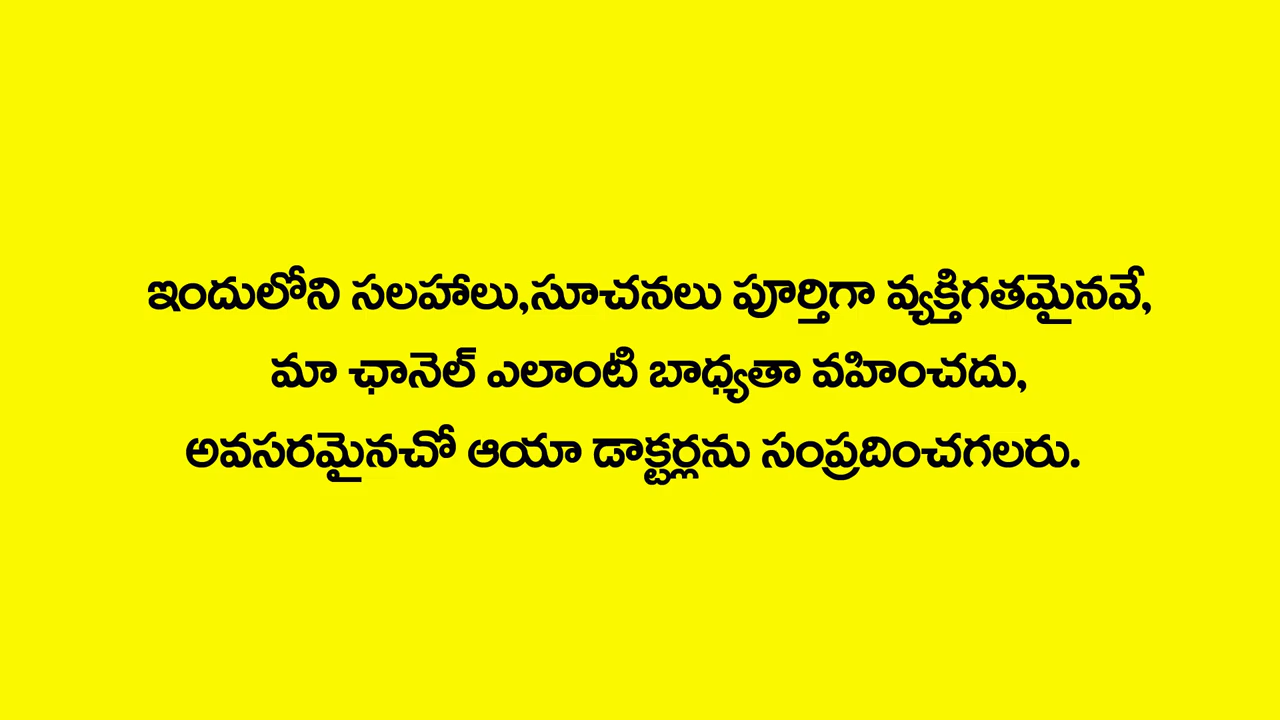 ఇందులోని సలహాలు,సూచనలు పూర్తిగా వ్యక్తిగతమైనవే,
మా ఛానెల్ ఎలాంటి బాధ్యతా వహించదు,
అవసరమైనచో ఆయా డాక్టర్లను సంప్రదించగలరు.